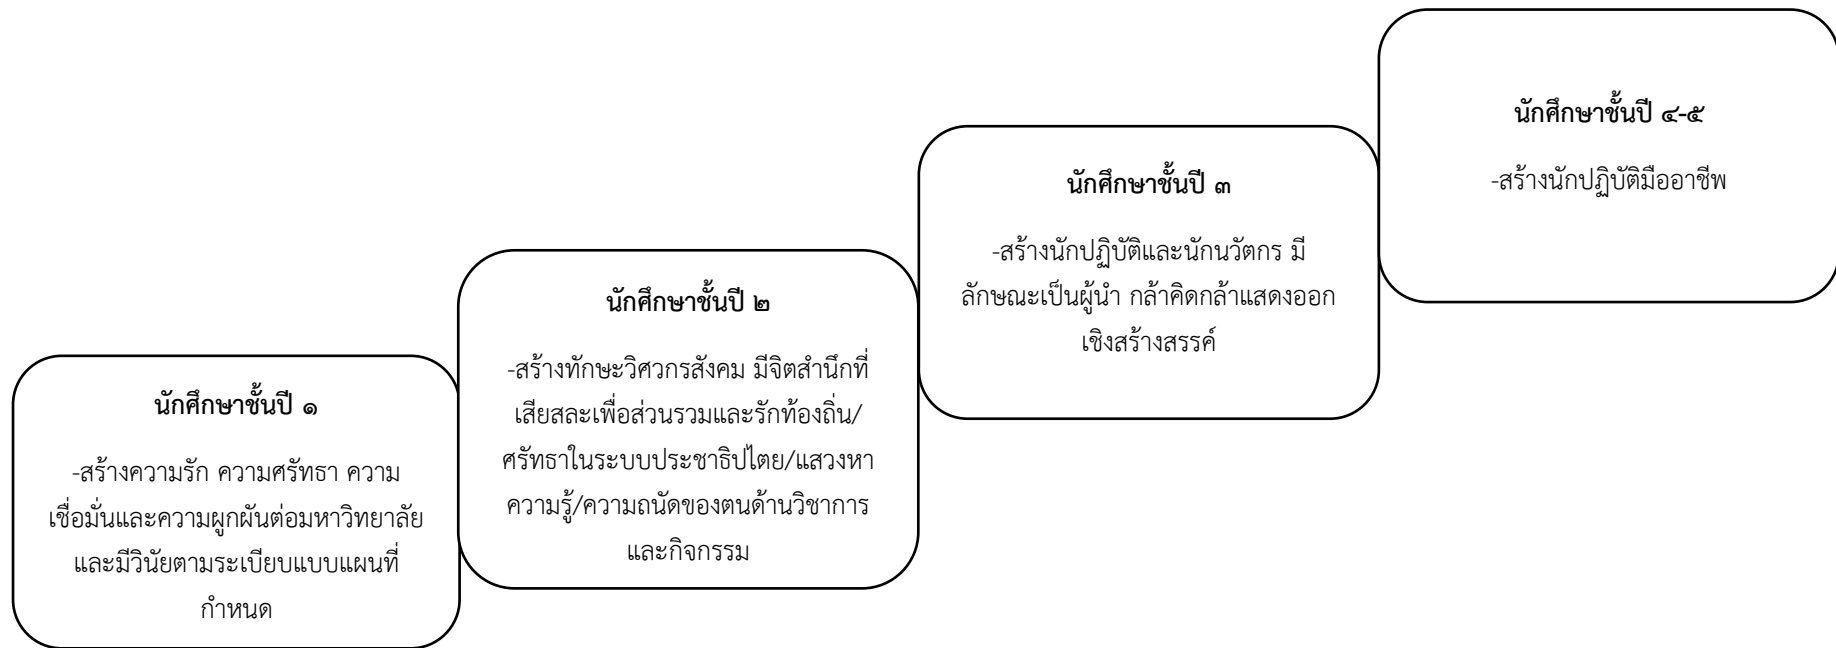 นักศึกษาชั้นปี ๑
-สร้างความรัก ความศรัทธา ความ
เชื่อมั่นและความผูกผันต่อมหาวิทยาลัย
และมีวินัยตามระเบียบแบบแผนที่
กำหนด
นักศึกษาชั้นปี ๒
-สร้างทักษะวิศวกรสังคม มีจิตสำนึกที่
เสียสละเพื่อส่วนรวมและรักท้องถิ่น/
ศรัทธาในระบบประชาธิปไตย/แสวงหา
ความรู้/ความถนัดของตนด้านวิชาการ
และกิจกรรม
นักศึกษาชั้นปี ๓
-สร้างนักปฏิบัติและนักนวัตกร มี
ลักษณะเป็นผู้นำ กล้าคิดกล้าแสดงออก
เชิงสร้างสรรค์
นักศึกษาชั้นปี ๔-๕
-สร้างนักปฏิบัติมืออาชีพ